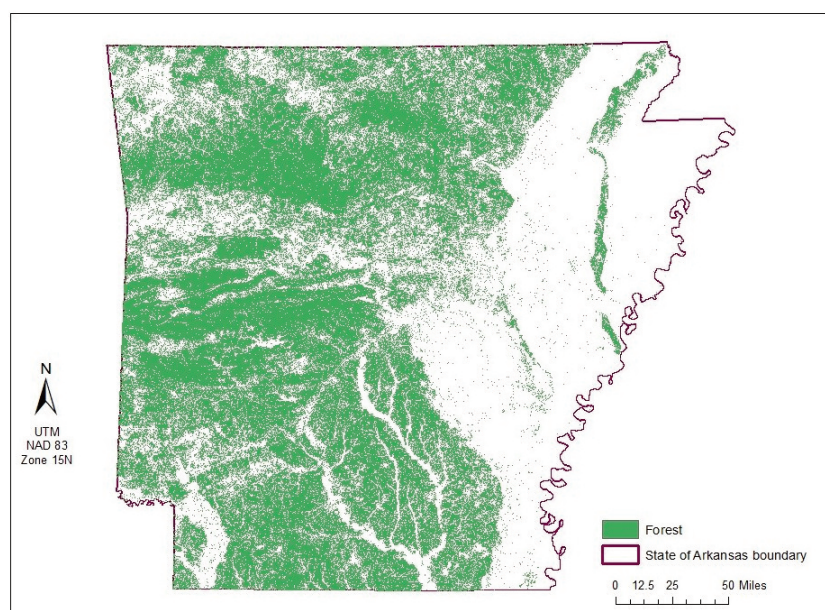 N
UTM
NAD 83
Zone 15N
Forest
State of Arkansas boundary
0 12.5 25 50 Miles